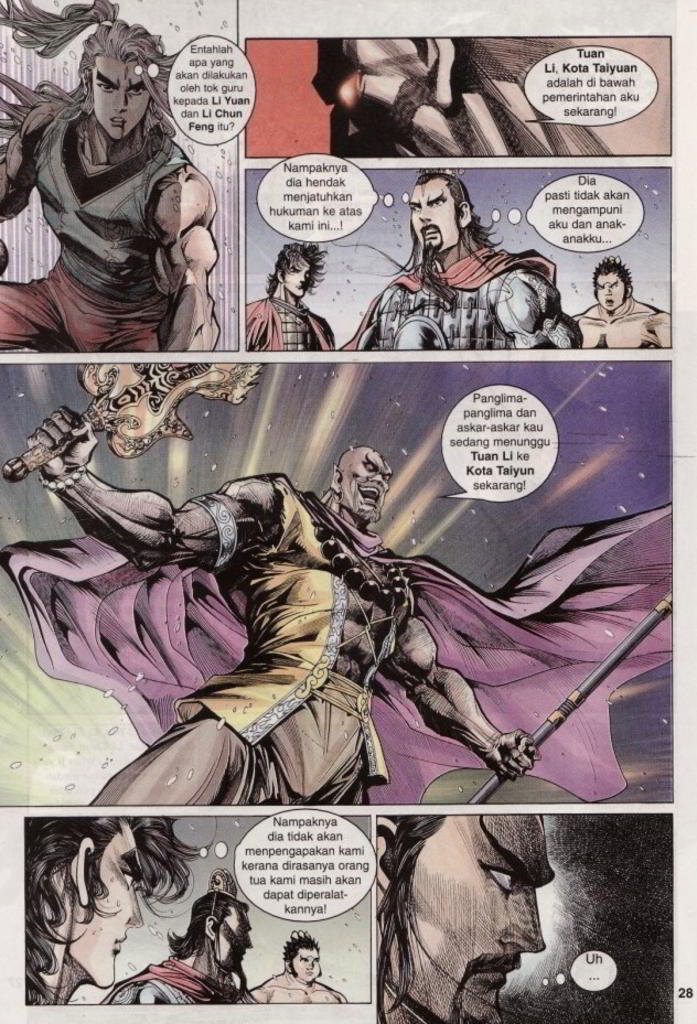 Entahlah
apa yang
akan dilakukan
oleh tok guru
kepada Li Yuan
dan Li Chun
Feng itu?
Tuan
Li, Kota Taiyuan
adalah di bawah
pemerintahan aku
sekarang!
Nampaknya
dia hendak
menjatuhkan
hukuman ke atas
kami ini...!
Dia
pasti tidak akan
mengampuni
aku dan anak-
anakku...
Panglima-
panglima dan
askar-askar kau
sedang menunggu
Tuan Li ke
Kota Taiyun
sekarang!
Nampaknya
dia tidak akan
menpengapakan kami
kerana dirasanya orang
tua kami masih akan
dapat diperalat-
kannya!
Uh
...
28